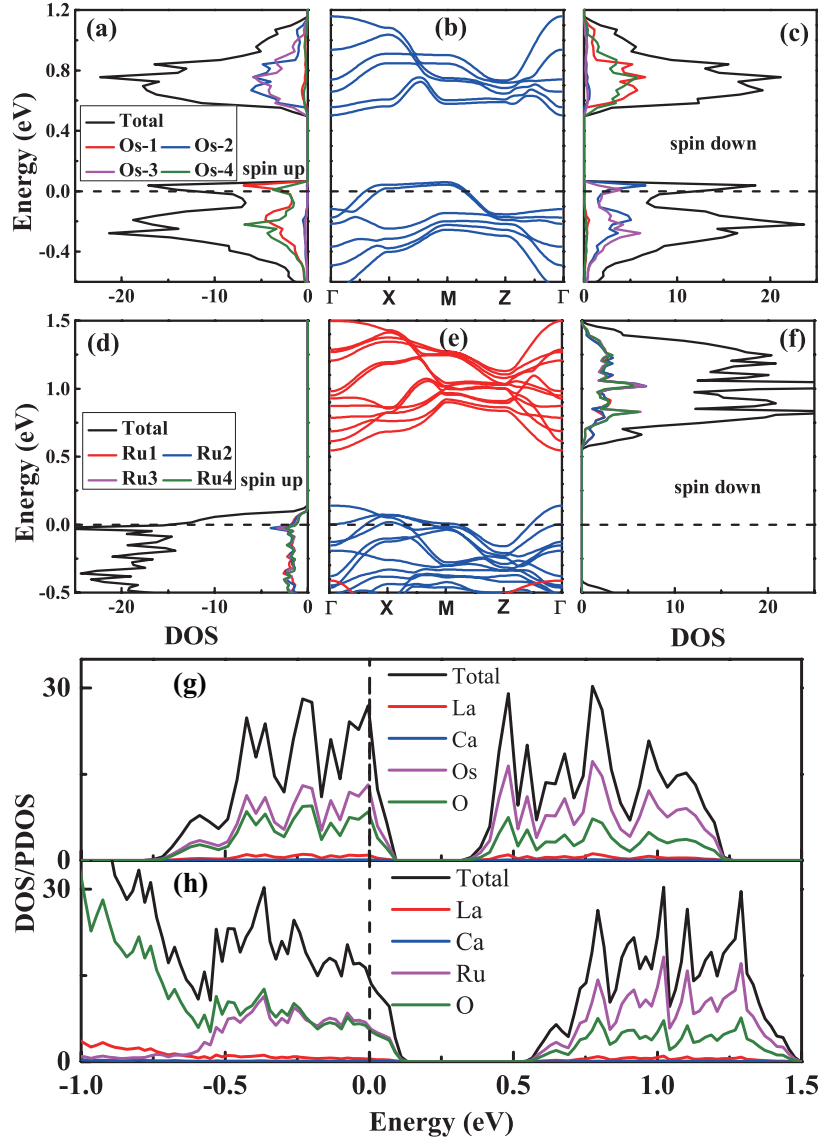 (a) (b) (c)
1.2
0.8
0.4
0.0
-0.4
Energy (eV)
Total
Os-1 Os-2
Os-3 Os-4
spin up
spin down
-20 -10 0 Γ X M Z Γ 0 10 20
(d) (e) (f)
1.5
1.0
0.5
0.0
-0.5
Energy (eV)
Total
Ru1 Ru2
Ru3 Ru4
spin up
spin down
-20 -10 0 Γ X M Z Γ 0 10 20
DOS DOS
(g)
30
0
Total
La
Ca
Os
O
(h)
30
0
Total
La
Ca
Ru
O
DOS/PDOS
-1.0 -0.5 0.0 0.5 1.0 1.5
Energy (eV)